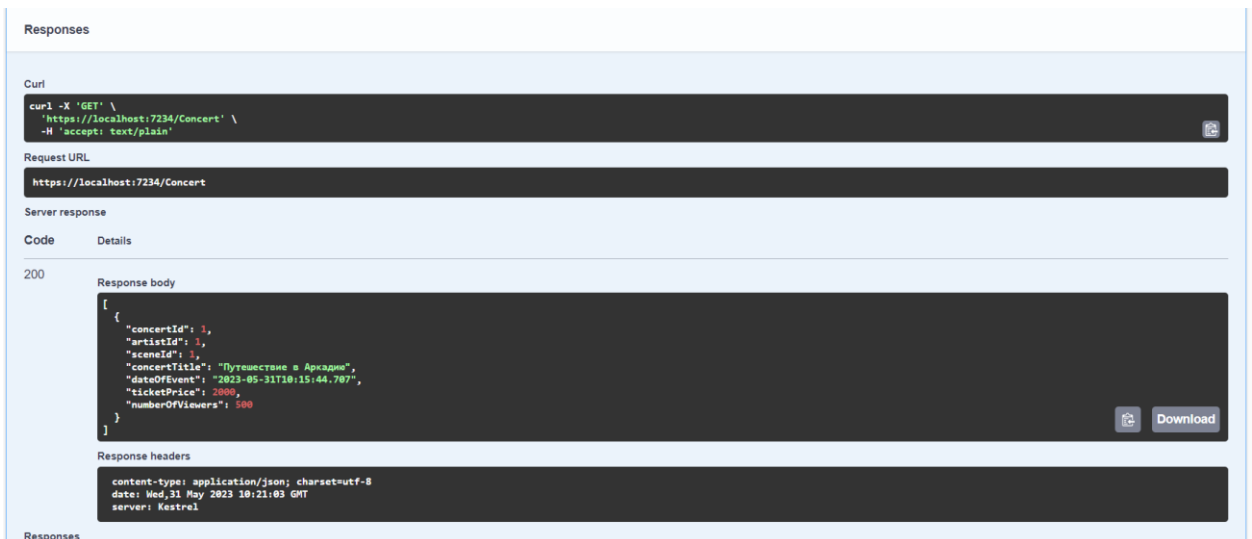 Responses
Curl
curl -X 'GET' \
  'https://localhost:7234/Concert' \
  -H 'accept: text/plain'
Request URL
https://localhost:7234/Concert
Server response
Code Details
200
Response body
[
  {
    "concertId": 1,
    "artistId": 1,
    "sceneId": 1,
    "concertTitle": "Путешествие в Аркадию",
    "dateOfEvent": "2023-05-31T10:15:44.707",
    "ticketPrice": 2000,
    "numberOfViewers": 500
  }
]
Download
Response headers
content-type: application/json; charset=utf-8
date: Wed,31 May 2023 10:21:03 GMT
server: Kestrel
Responses